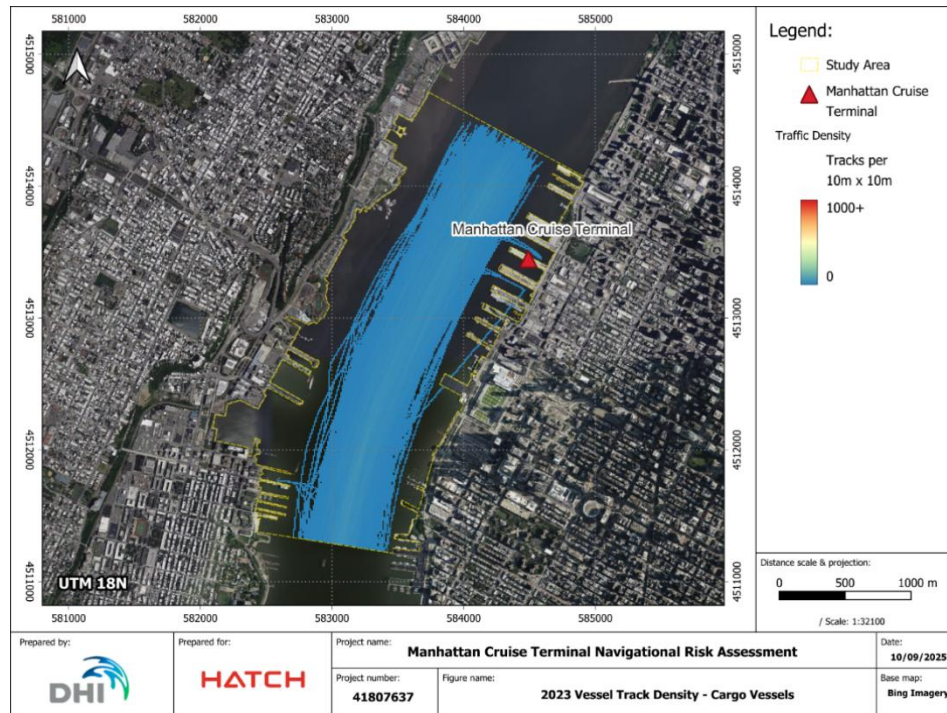 581000 582000 583000 584000 585000
4515000 4515000
4514000 4514000
4513000 4513000
4512000 4512000
4511000 4511000
Manhattan Cruise Terminal
UTM 18N
581000 582000 583000 584000 585000
Legend:
Study Area
Manhattan Cruise
Terminal
Traffic Density
Tracks per
10m x 10m
1000+
0
Distance scale & projection:
0 500 1000 m
/ Scale: 1:32100
Prepared by:
DHI
Prepared for:
HATCH
Project name:
Manhattan Cruise Terminal Navigational Risk Assessment
Date:
10/09/2025
Project number:
41807637
Figure name:
2023 Vessel Track Density - Cargo Vessels
Base map:
Bing Imagery